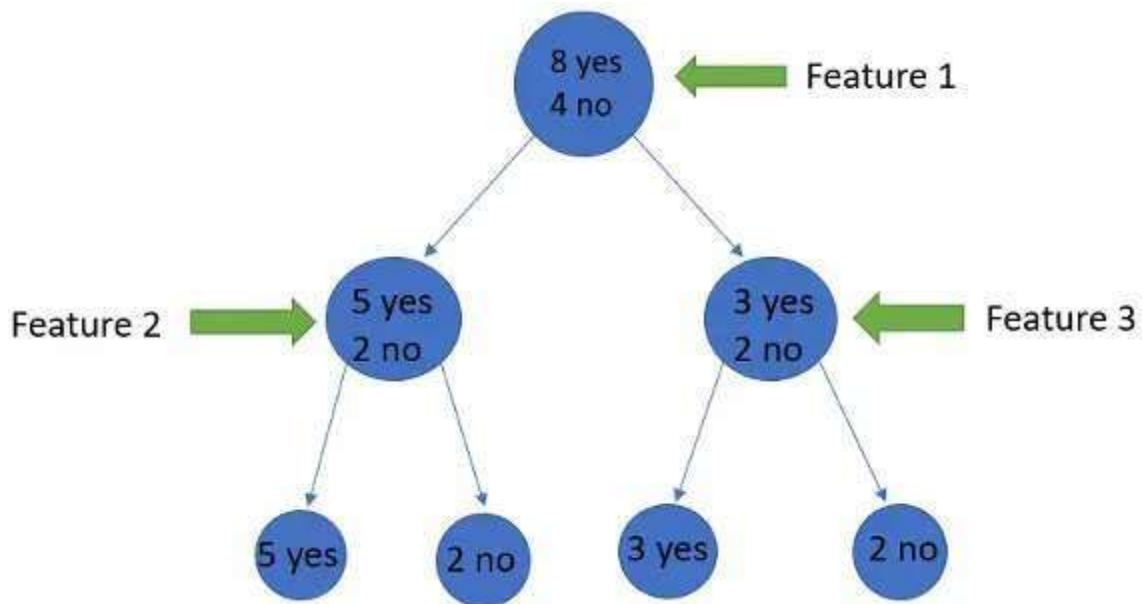 8 yes
4 no
Feature 1
Feature 2
5 yes
2 no
3 yes
2 no
Feature 3
5 yes
2 no
3 yes
2 no